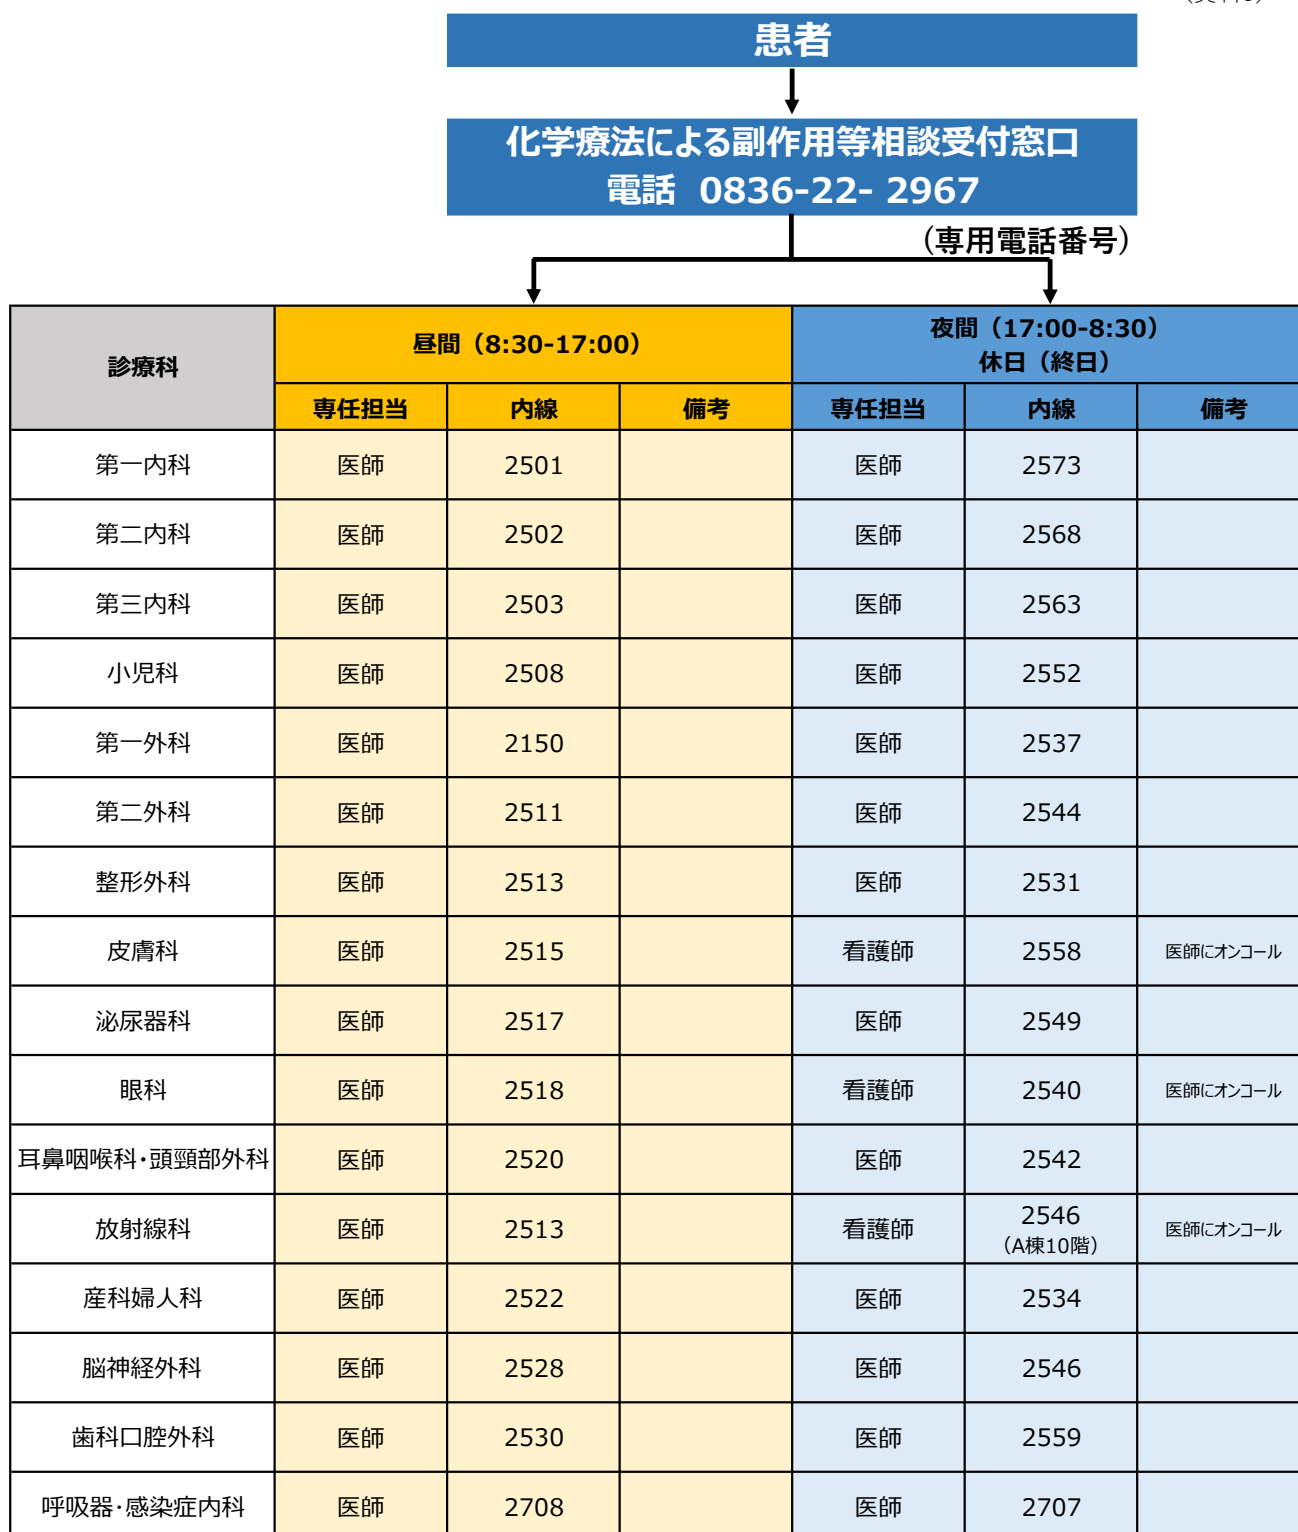 患者
化学療法による副作用等相談受付窓口
電話 0836-22- 2967
(専用電話番号)
診療科 昼間（8:30-17:00） 夜間（17:00-8:30）
休日（終日）
専任担当 内線 備考 専任担当 内線 備考
第一内科 医師 2501 医師 2573
第二内科 医師 2502 医師 2568
第三内科 医師 2503 医師 2563
小児科 医師 2508 医師 2552
第一外科 医師 2150 医師 2537
第二外科 医師 2511 医師 2544
整形外科 医師 2513 医師 2531
皮膚科 医師 2515 看護師 2558 医師にオンコール
泌尿器科 医師 2517 医師 2549
眼科 医師 2518 看護師 2540 医師にオンコール
耳鼻咽喉科・頭頸部外科 医師 2520 医師 2542
放射線科 医師 2513 看護師 2546 医師にオンコール
（A棟10階）
産科婦人科 医師 2522 医師 2534
脳神経外科 医師 2528 医師 2546
歯科口腔外科 医師 2530 医師 2559
呼吸器・感染症内科 医師 2708 医師 2707